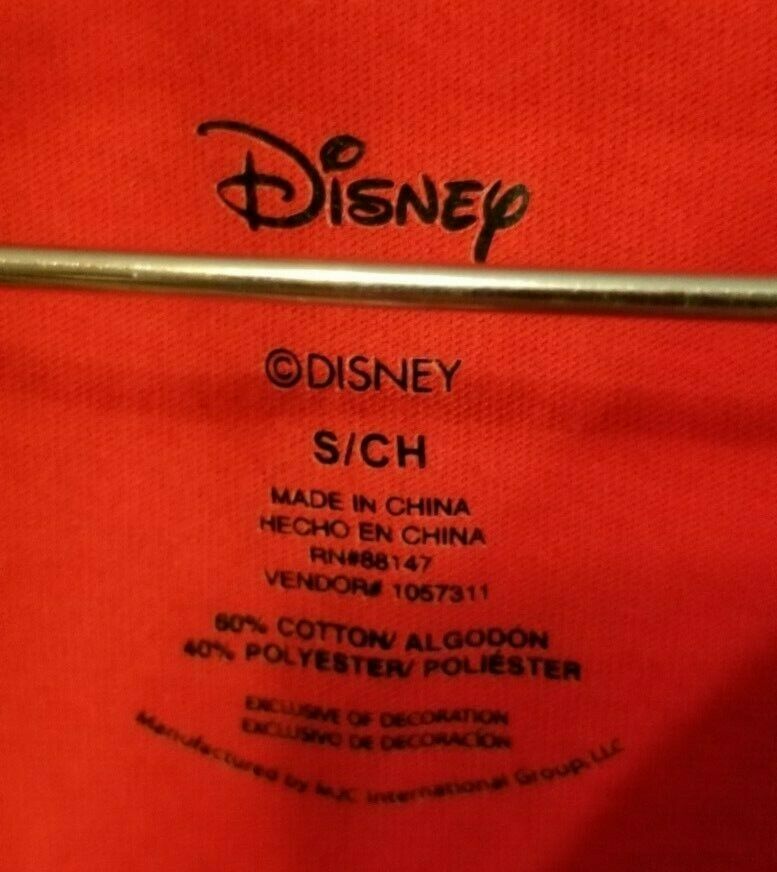 Disney
©DISNEY
S/CH
MADE IN CHINA
HECHO EN CHINA
RN#88147
VENDOR# 1057311
60% COTTON/ ALGODÓN
40% POLYESTER/ POLIÉSTER
EXCLUSIVE OF DECORATION
EXCLUSIVO DE DECORACIÓN
Manufactured by MJC International Group, LLC